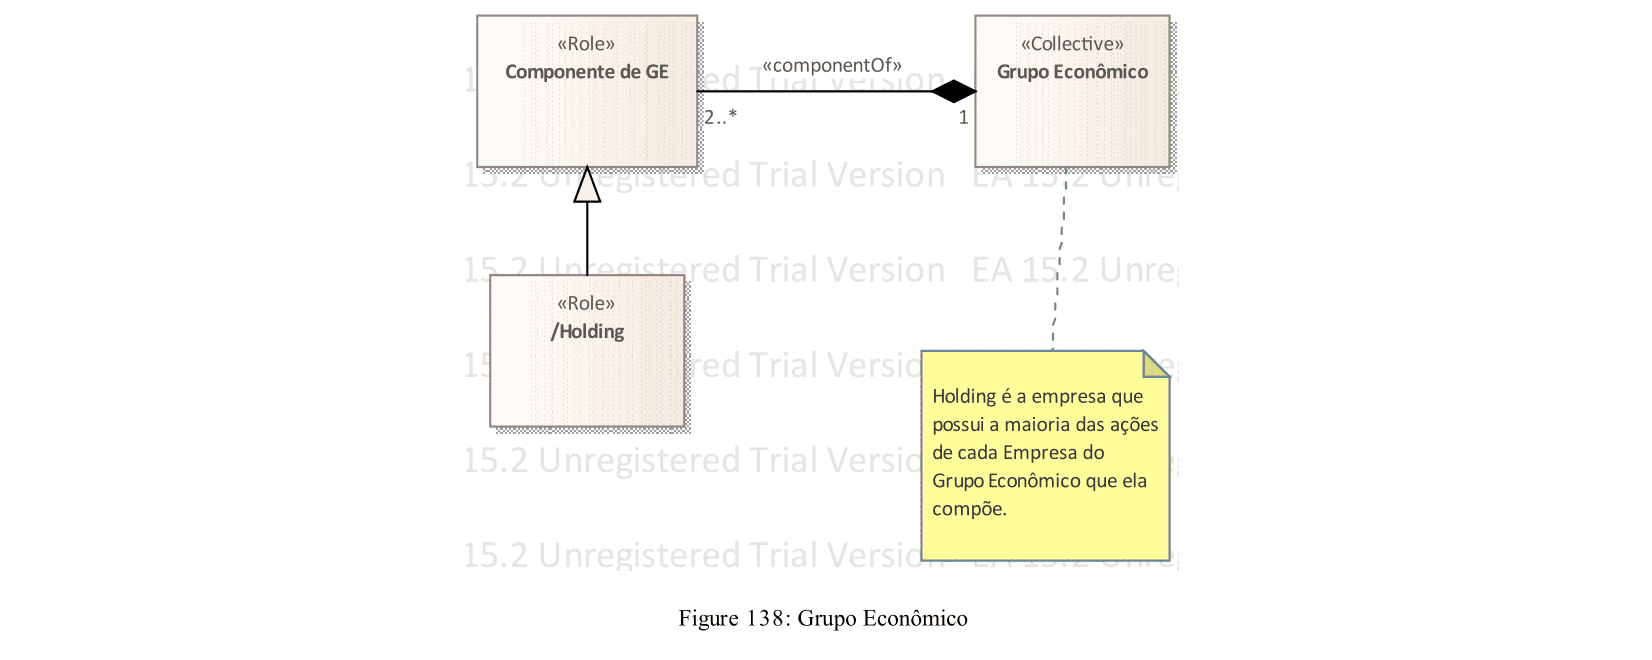 «Role»
Componente de GE
«componentOf»
2..*
1
«Collective»
Grupo Econômico
«Role»
/Holding
Holding é a empresa que
possui a maioria das ações
de cada Empresa do
Grupo Econômico que ela
compõe.
15.2 Unregistered Trial Version
EA 15.2 Unre
15.2 Unregistered Trial Version
EA 15.2 Unre
15.2 Unregistered Trial Version
15.2 Unregistered Trial Version
Figure 138: Grupo Econômico